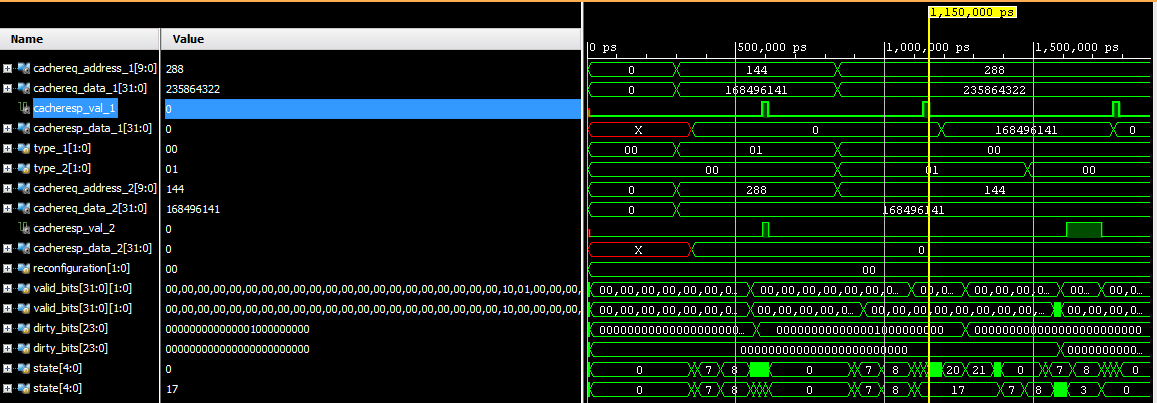 1,150,000 ps
Name Value
0 ps 500,000 ps 1,000,000 ps 1,500,000 ps
cachereq_address_1[9:0] 288 0 144 288
cachereq_data_1[31:0] 235864322 0 168496141 235864322
cacheresp_val_1 0
cacheresp_data_1[31:0] 0 X 0 168496141 0
type_1[1:0] 00 00 01 00
type_2[1:0] 01 00 01 00
cachereq_address_2[9:0] 144 0 288 144
cachereq_data_2[31:0] 168496141 0 168496141
cacheresp_val_2 0
cacheresp_data_2[31:0] 0 X 0
reconfiguration[1:0] 00 00
valid_bits[31:0][1:0] 00,00,00,00,00,00,00,00,00,00,00,00,00,00,00,00,00,00,00,00,00,10,01,00,00,00, 00,00,00,00,00,00,0... 00,00,00,00,00,00,0... 00,0... 00,00,00,0... 00,0... 00,00,0...
valid_bits[31:0][1:0] 00,00,00,00,00,00,00,00,00,00,00,00,00,00,00,00,00,00,00,00,00,10,00,00,00,00, 00,00,00,00,00,00,0... 00,00,00,0... 00,00,00,00,00,00,00,0... 00,00,00,0...
dirty_bits[23:0] 000000000000001000000000 00000000000000000000000... 000000000000001000000000 000000000000000000000000
dirty_bits[23:0] 000000000000000000000000 000000000000000000000000 0000000000...
state[4:0] 0 0 7 8 0 7 8 20 21 0 7 8 0
state[4:0] 17 0 7 8 0 7 8 17 7 8 3 0